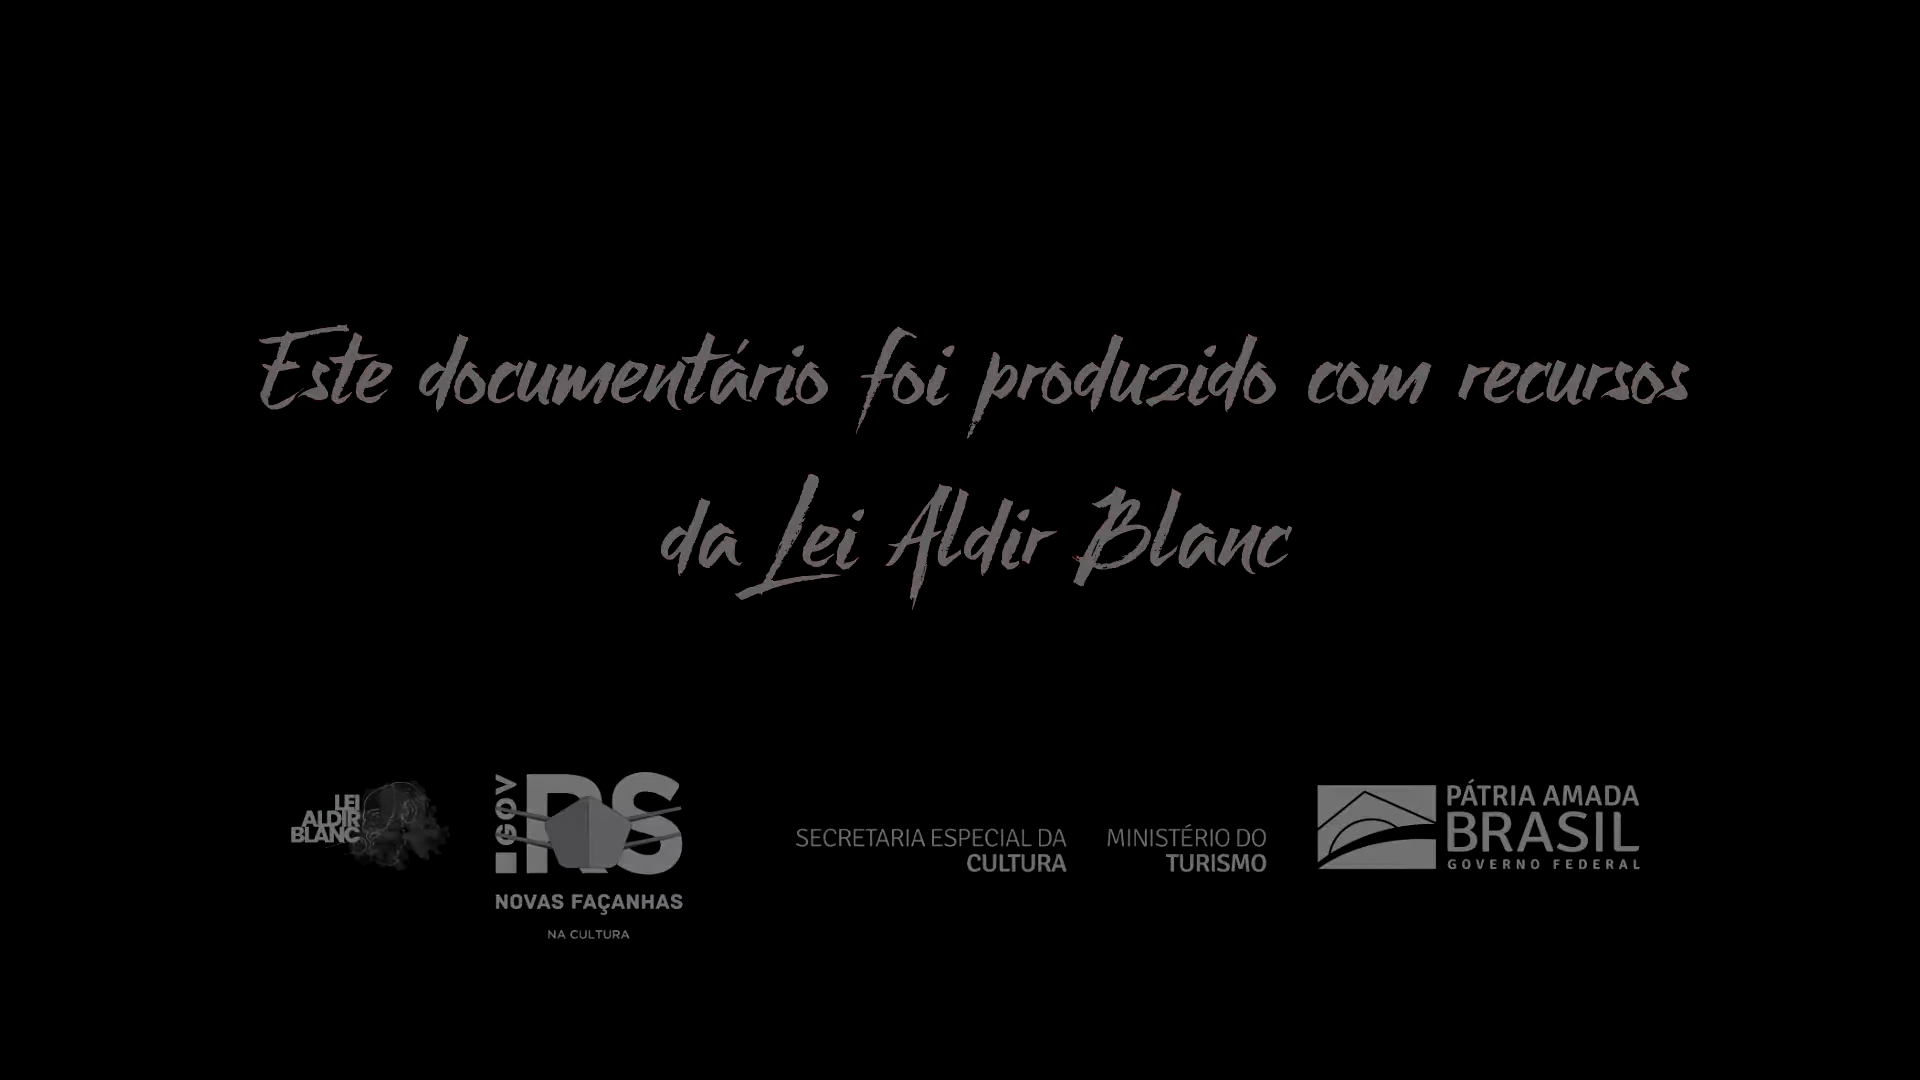 Este documentário foi produzido com recursos
da Lei Aldir Blanc
LEI
ALDIR
BLANC
.GOV
RS
NOVAS FAÇANHAS
NA CULTURA
SECRETARIA ESPECIAL DA
CULTURA
MINISTÉRIO DO
TURISMO
PÁTRIA AMADA
BRASIL
GOVERNO FEDERAL